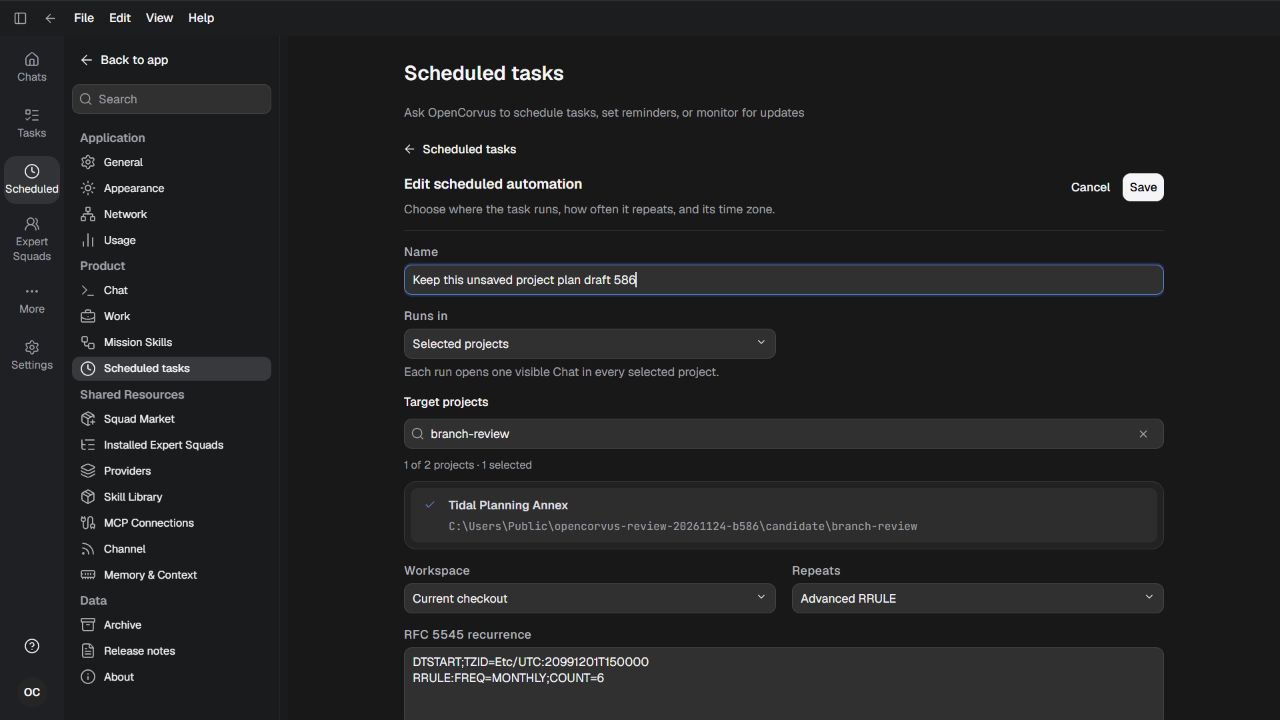 File Edit View Help
Chats
Tasks
Scheduled
Expert
Squads
More
Settings
OC
Back to app
Search
Application
General
Appearance
Network
Usage
Product
Chat
Work
Mission Skills
Scheduled tasks
Shared Resources
Squad Market
Installed Expert Squads
Providers
Skill Library
MCP Connections
Channel
Memory & Context
Data
Archive
Release notes
About
Scheduled tasks
Ask OpenCorvus to schedule tasks, set reminders, or monitor for updates
Scheduled tasks
Edit scheduled automation
Cancel Save
Choose where the task runs, how often it repeats, and its time zone.
Name
Keep this unsaved project plan draft 586
Runs in
Selected projects
Each run opens one visible Chat in every selected project.
Target projects
branch-review
1 of 2 projects · 1 selected
Tidal Planning Annex
C:\Users\Public\opencorvus-review-20261124-b586\candidate\branch-review
Workspace Repeats
Current checkout Advanced RRULE
RFC 5545 recurrence
DTSTART;TZID=Etc/UTC:20991201T150000
RRULE:FREQ=MONTHLY;COUNT=6